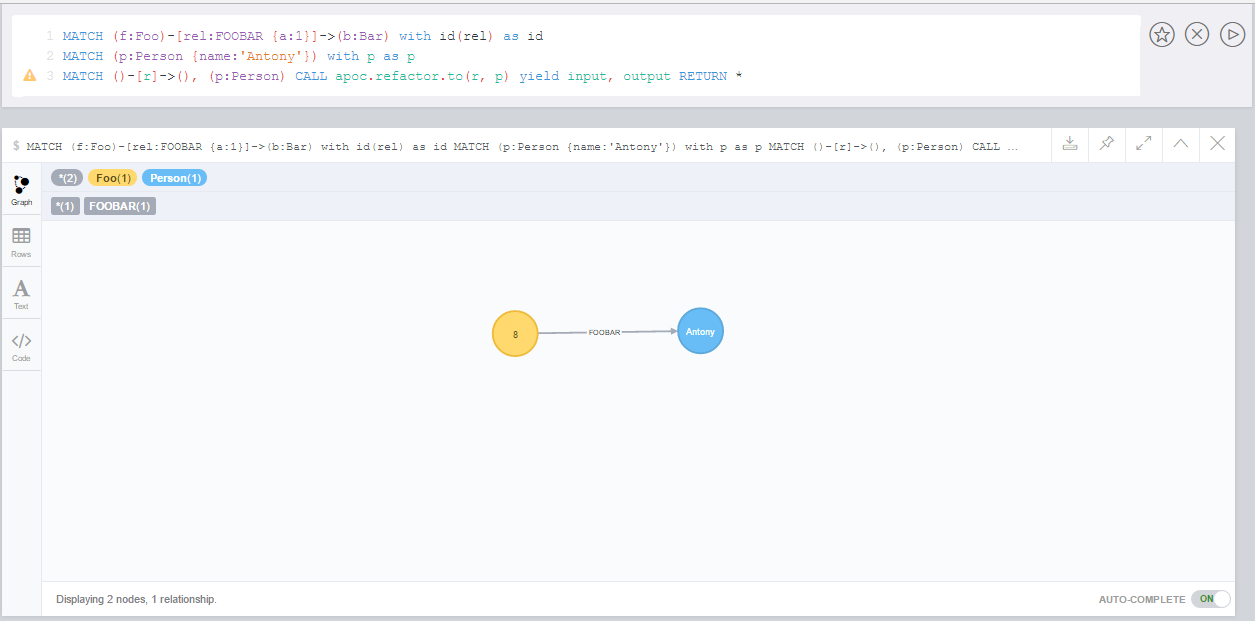 1 MATCH (f:Foo)-[rel:FOOBAR {a:1}]->(b:Bar) with id(rel) as id
2 MATCH (p:Person {name:'Antony'}) with p as p
3 MATCH ()-[r]->(), (p:Person) CALL apoc.refactor.to(r, p) yield input, output RETURN *
$ MATCH (f:Foo)-[rel:FOOBAR {a:1}]->(b:Bar) with id(rel) as id MATCH (p:Person {name:'Antony'}) with p as p MATCH ()-[r]->(), (p:Person) CALL ...
*(2) Foo(1) Person(1)
Graph
*(1) FOOBAR(1)
Rows
A
Text
</>
Code
8 FOOBAR Antony
Displaying 2 nodes, 1 relationship. AUTO-COMPLETE ON